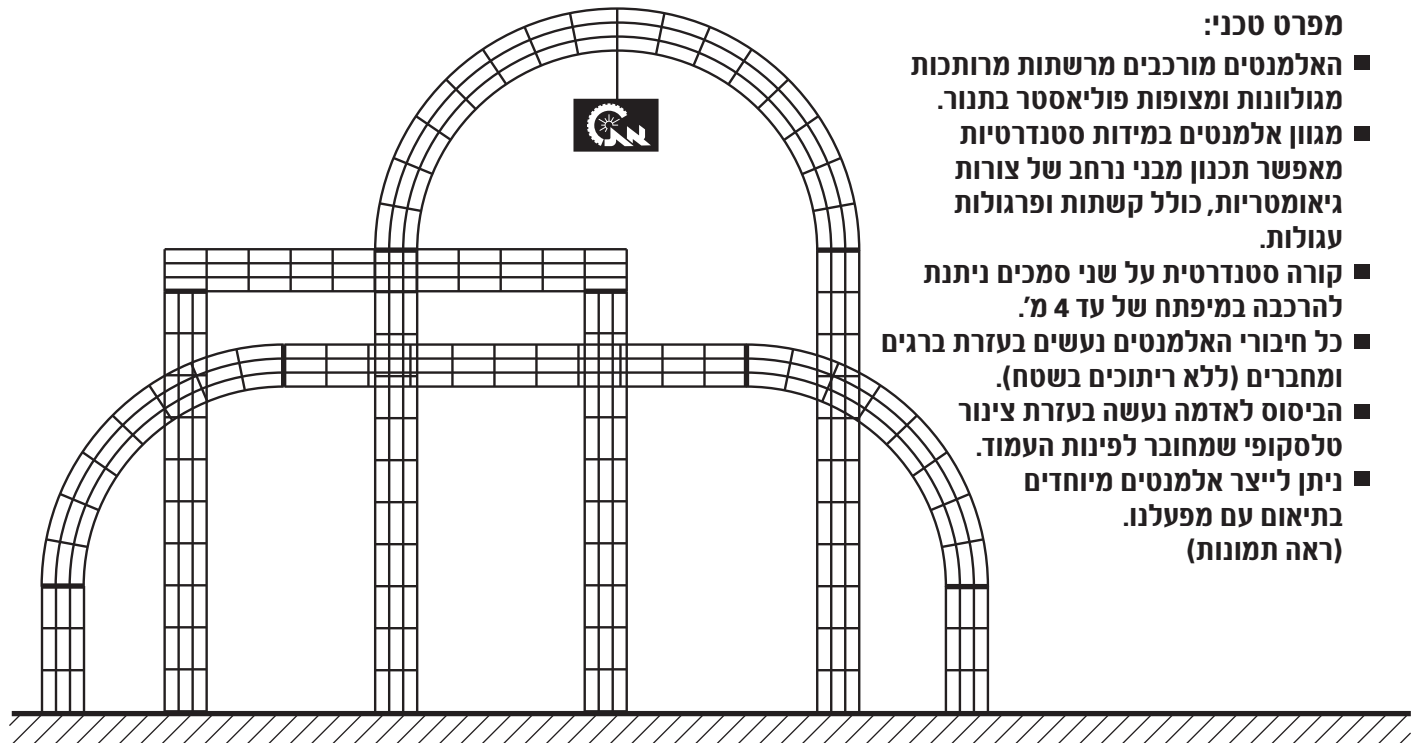 מפרט טכני:
■ האלמנטים מורכבים מרשתות מרותכות
מגולוונות ומצופות פוליאסטר בתנור.
■ מגוון אלמנטים במידות סטנדרטיות
מאפשר תכנון מבני נרחב של צורות
גיאומטריות, כולל קשתות ופרגולות
עגולות.
■ קורה סטנדרטית על שני סמכים ניתנת
להרכבה במיפתח של עד 4 מ'.
■ כל חיבורי האלמנטים נעשים בעזרת ברגים
ומחברים (ללא ריתוכים בשטח).
■ הביסוס לאדמה נעשה בעזרת צינור
טלסקופי שמחובר לפינות העמוד.
■ ניתן לייצר אלמנטים מיוחדים
בתיאום עם מפעלנו.
(ראה תמונות)